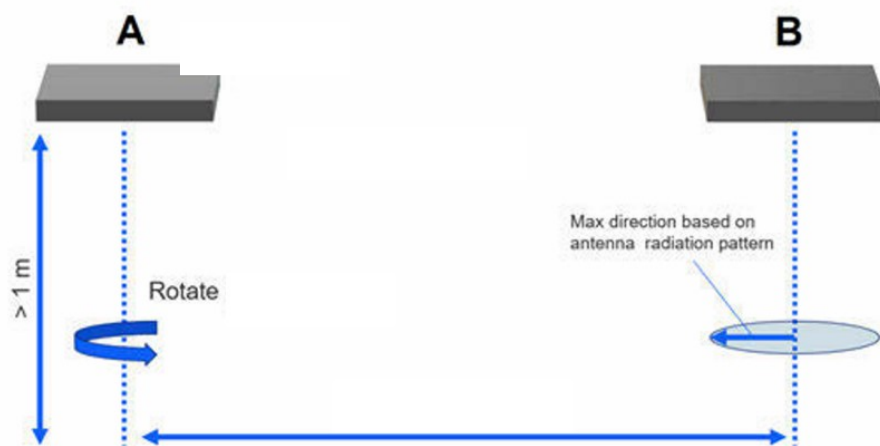 A
B
Max direction based on
antenna radiation pattern
> 1 m
Rotate